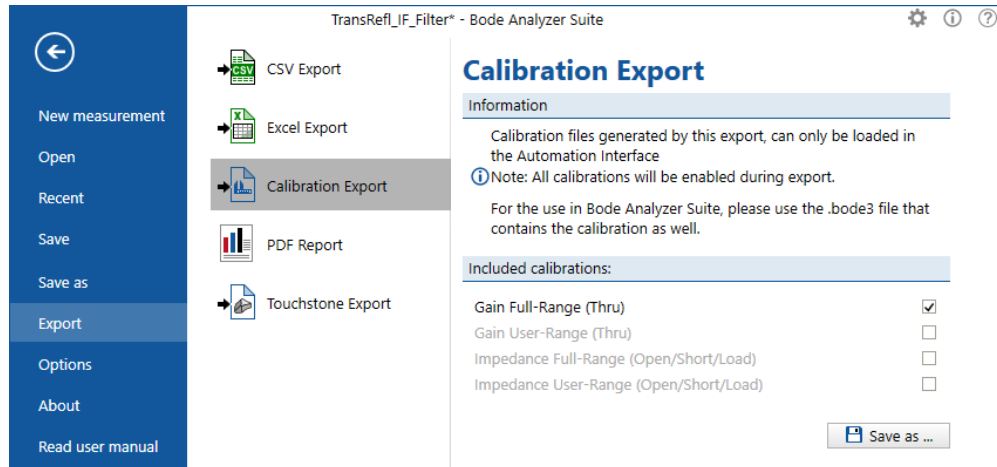 TransRefl_IF_Filter* - Bode Analyzer Suite
New measurement
Open
Recent
Save
Save as
Export
Options
About
Read user manual
CSV
CSV Export
Excel Export
Calibration Export
PDF Report
Touchstone Export
Calibration Export
Information
Calibration files generated by this export, can only be loaded in
the Automation Interface
Note: All calibrations will be enabled during export.
For the use in Bode Analyzer Suite, please use the .bode3 file that
contains the calibration as well.
Included calibrations:
Gain Full-Range (Thru)
Gain User-Range (Thru)
Impedance Full-Range (Open/Short/Load)
Impedance User-Range (Open/Short/Load)
Save as ...